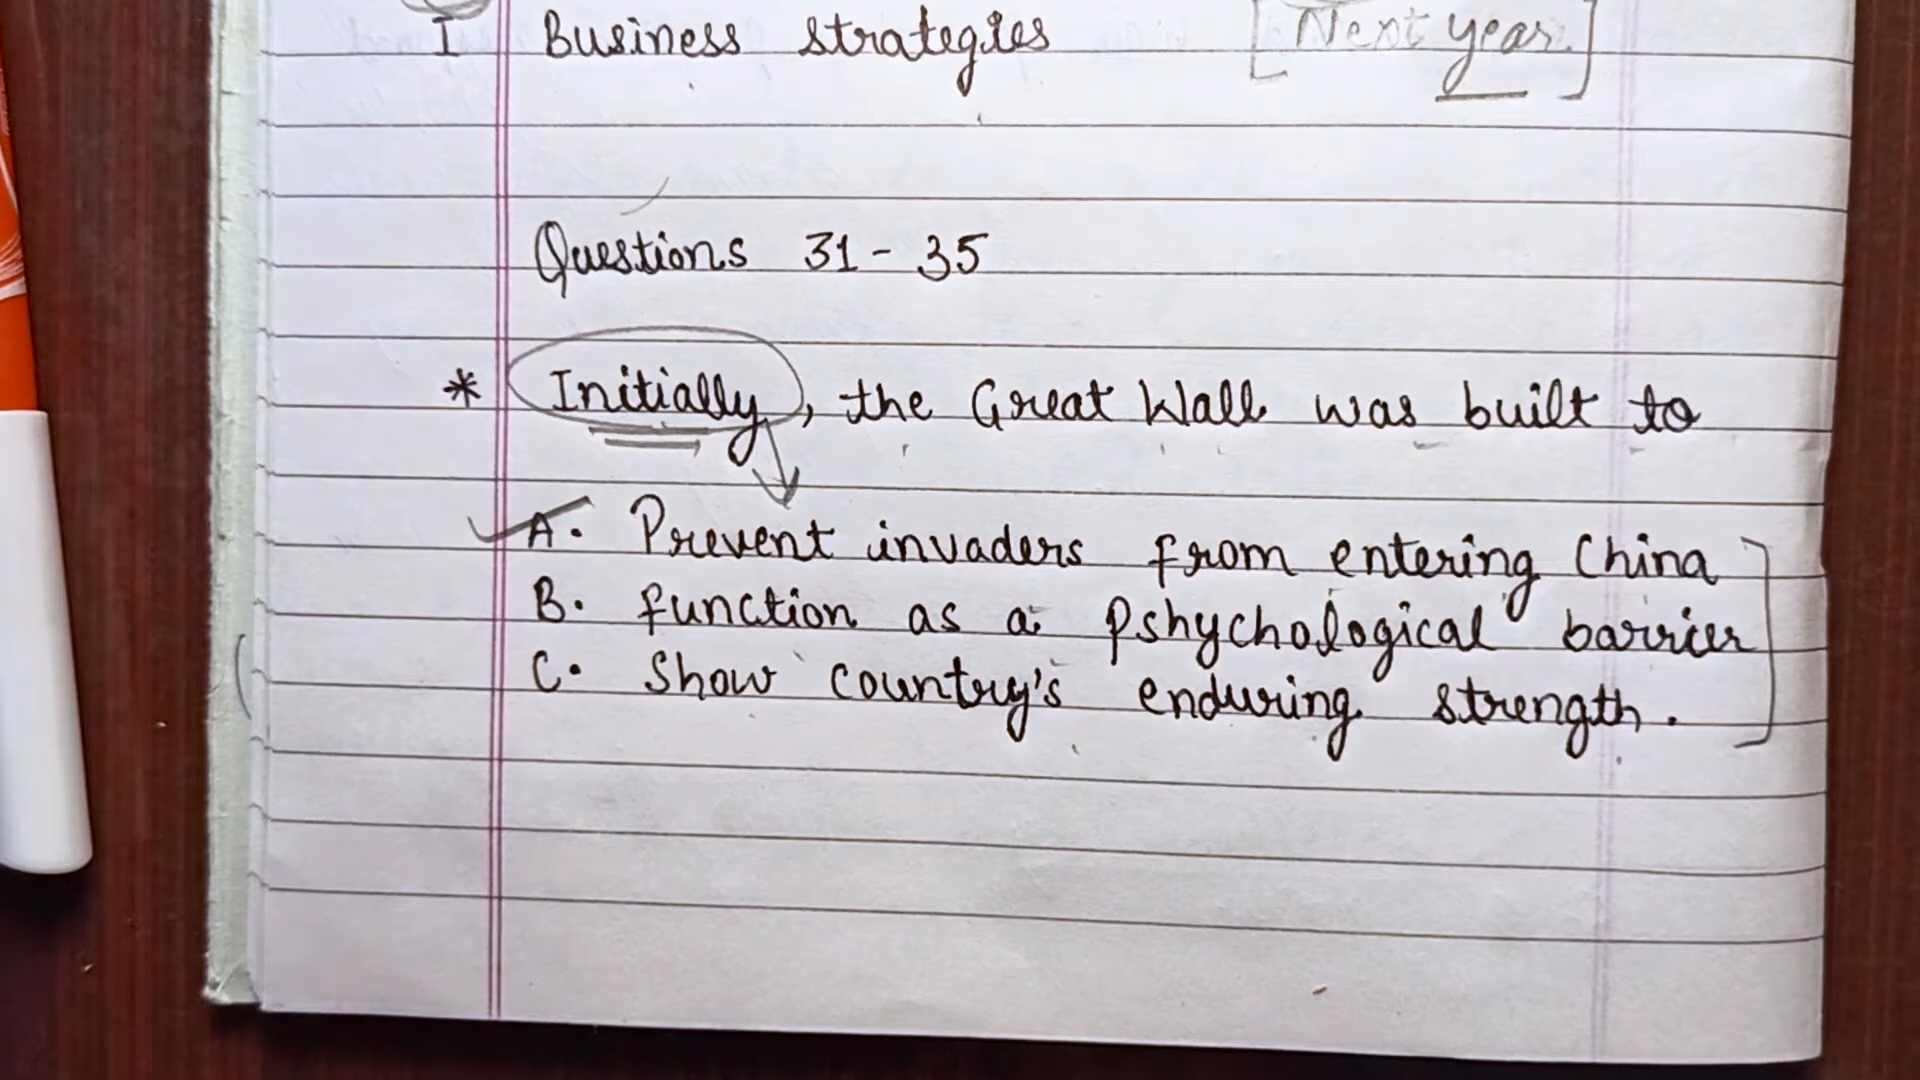 I Business strategies [Next year.]
Questions 31 - 35
* Initially, the Great Wall was built to
A. Prevent invaders from entering China
B. function as a pshychological barrier
C. Show country's enduring strength.